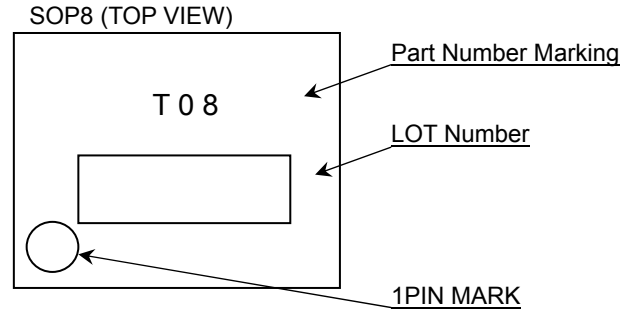 SOP8 (TOP VIEW)
Part Number Marking
T 0 8
LOT Number
1PIN MARK